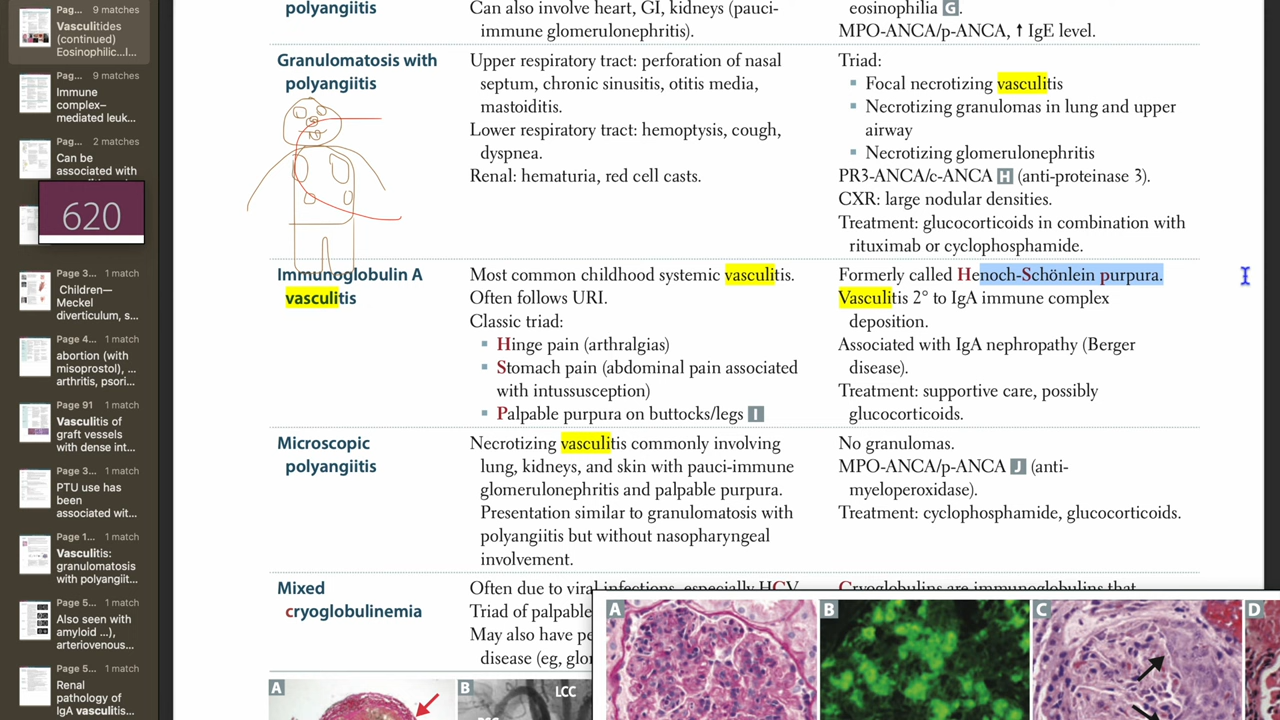 Pag... 9 matches
Vasculitides
(continued)
Eosinophilic...l...
Pag... 9 matches
Immune
complex–
mediated leuk...
Pag... 2 matches
Can be
associated with
620
Page 3... 1 match
Children—
Meckel
diverticulum, s...
Page 4... 1 match
abortion (with
misoprostol), ...
arthritis, psori...
Page 91 1 match
Vasculitis of
graft vessels
with dense int...
Page 3... 1 match
PTU use has
been
associated wit...
Page 1... 1 match
Vasculitis:
granulomatosis
with polyangiit...
Page 5... 1 match
Also seen with
amyloid ...),
arteriovenous...
Page 5... 1 match
Renal
pathology of
IgA vasculitis...
polyangiitis
Can also involve heart, GI, kidneys (pauci-
immune glomerulonephritis).
eosinophilia G.
MPO-ANCA/p-ANCA, ↑ IgE level.
Granulomatosis with
polyangiitis
Upper respiratory tract: perforation of nasal
septum, chronic sinusitis, otitis media,
mastoiditis.
Lower respiratory tract: hemoptysis, cough,
dyspnea.
Renal: hematuria, red cell casts.
Triad:
▪ Focal necrotizing vasculitis
▪ Necrotizing granulomas in lung and upper
airway
▪ Necrotizing glomerulonephritis
PR3-ANCA/c-ANCA H (anti-proteinase 3).
CXR: large nodular densities.
Treatment: glucocorticoids in combination with
rituximab or cyclophosphamide.
Immunoglobulin A
vasculitis
Most common childhood systemic vasculitis.
Often follows URI.
Classic triad:
▪ Hinge pain (arthralgias)
▪ Stomach pain (abdominal pain associated
with intussusception)
▪ Palpable purpura on buttocks/legs I
Formerly called Henoch-Schönlein purpura.
Vasculitis 2° to IgA immune complex
deposition.
Associated with IgA nephropathy (Berger
disease).
Treatment: supportive care, possibly
glucocorticoids.
Microscopic
polyangiitis
Necrotizing vasculitis commonly involving
lung, kidneys, and skin with pauci-immune
glomerulonephritis and palpable purpura.
Presentation similar to granulomatosis with
polyangiitis but without nasopharyngeal
involvement.
No granulomas.
MPO-ANCA/p-ANCA J (anti-
myeloperoxidase).
Treatment: cyclophosphamide, glucocorticoids.
Mixed
cryoglobulinemia
Often due to viral infections, especially HCV.
Triad of palpable
May also have pe
disease (eg, glo
Cryoglobulins are immunoglobulins that
A B LCC
A B C D